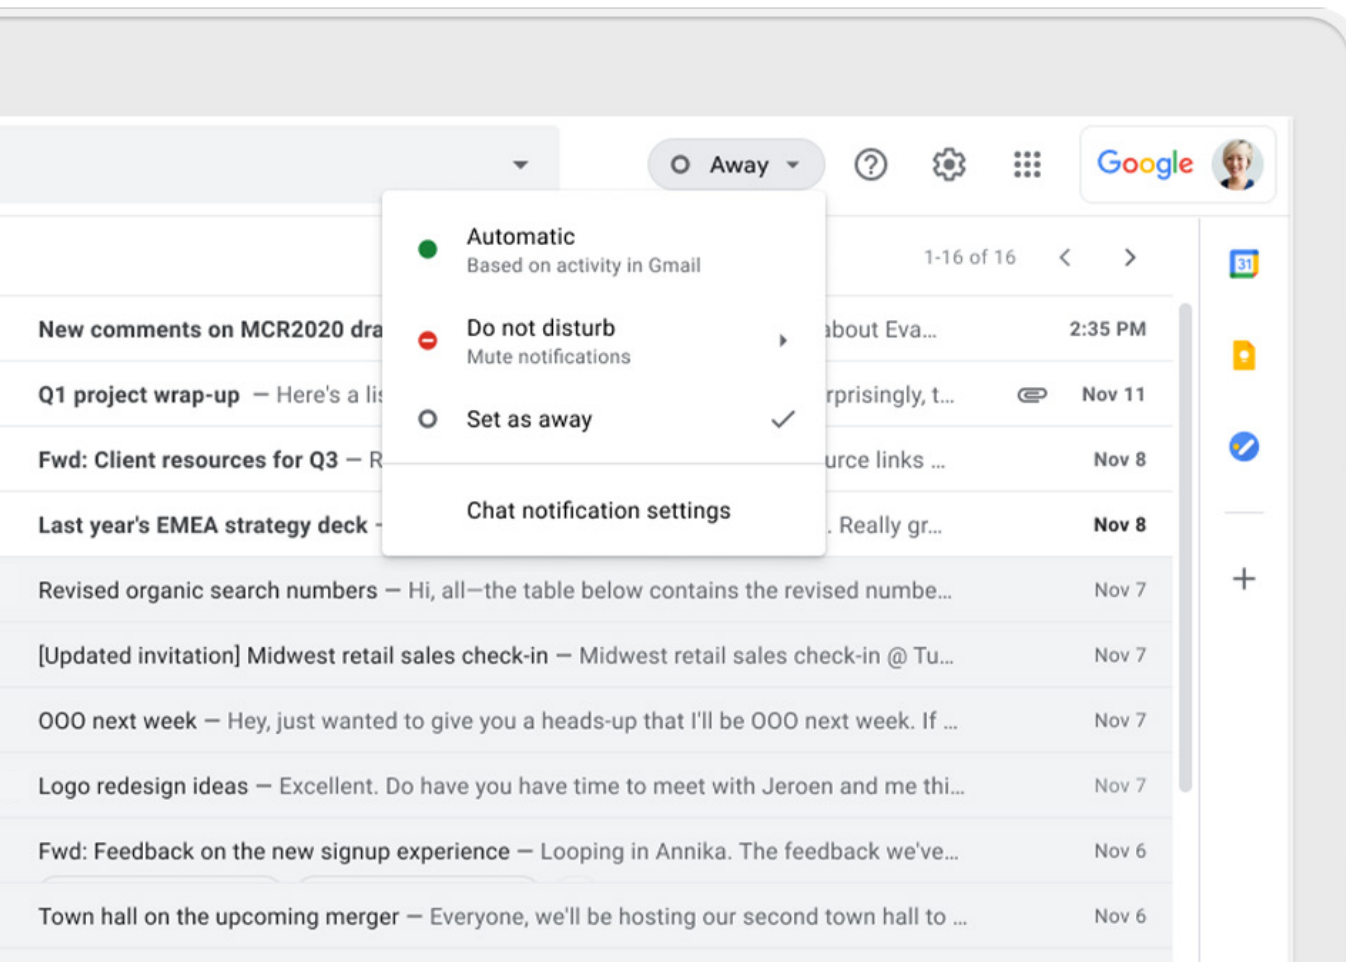 Away
Google
Automatic
Based on activity in Gmail
1-16 of 16
31
Do not disturb
Mute notifications
Set as away
Chat notification settings
New comments on MCR2020 about Eva... 2:35 PM
Q1 project wrap-up — Here's a t... Nov 11
Fwd: Client resources for Q3 — links ... Nov 8
Last year's EMEA strategy deck - . Really gr... Nov 8
Revised organic search numbers — Hi, all—the table below contains the revised numbe... Nov 7
[Updated invitation] Midwest retail sales check-in — Midwest retail sales check-in @ Tu... Nov 7
OOO next week — Hey, just wanted to give you a heads-up that I'll be OOO next week. If ... Nov 7
Logo redesign ideas — Excellent. Do have you have time to meet with Jeroen and me thi... Nov 7
Fwd: Feedback on the new signup experience — Looping in Annika. The feedback we've... Nov 6
Town hall on the upcoming merger — Everyone, we'll be hosting our second town hall to ... Nov 6